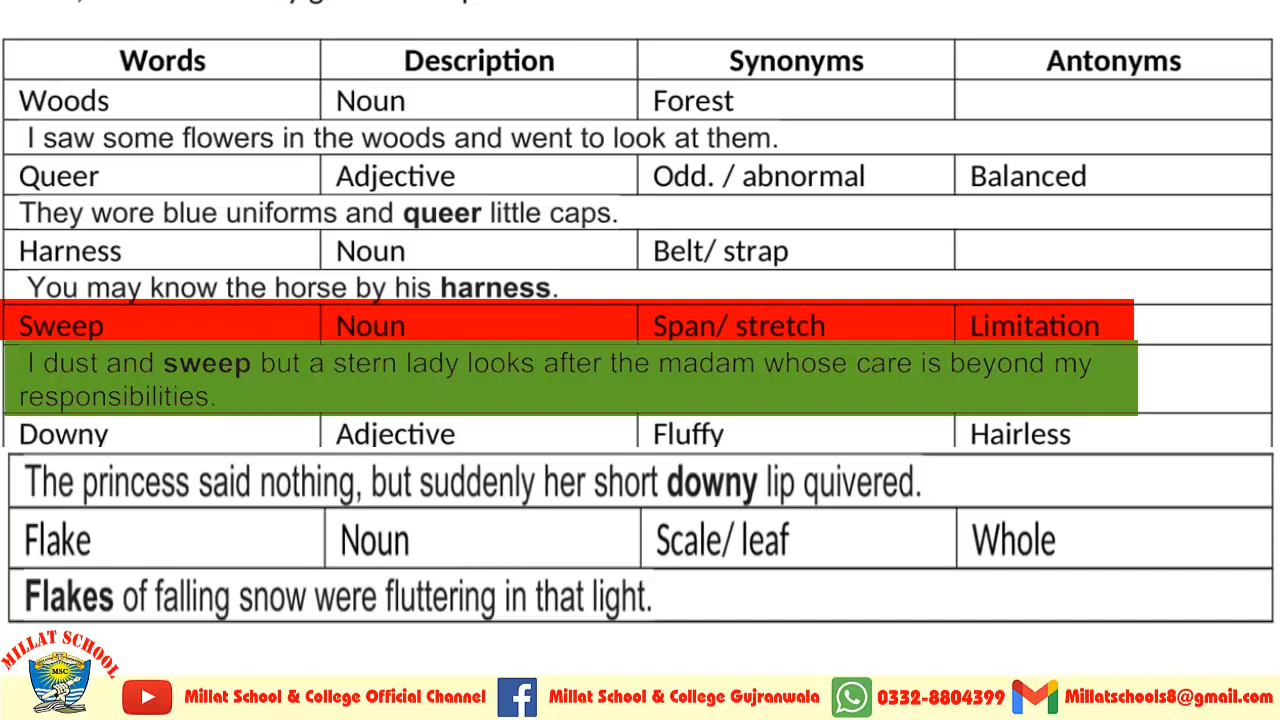 Words Description Synonyms Antonyms
Woods Noun Forest
I saw some flowers in the woods and went to look at them.
Queer Adjective Odd. / abnormal Balanced
They wore blue uniforms and queer little caps.
Harness Noun Belt/ strap
You may know the horse by his harness.
Sweep Noun Span/ stretch Limitation
I dust and sweep but a stern lady looks after the madam whose care is beyond my
responsibilities.
Downy Adjective Fluffy Hairless
The princess said nothing, but suddenly her short downy lip quivered.
Flake Noun Scale/ leaf Whole
Flakes of falling snow were fluttering in that light.
MILLAT SCHOOL
MSC
Millat School & College Official Channel Millat School & College Gujranwala 0332-8804399 Millatschools8@gmail.com